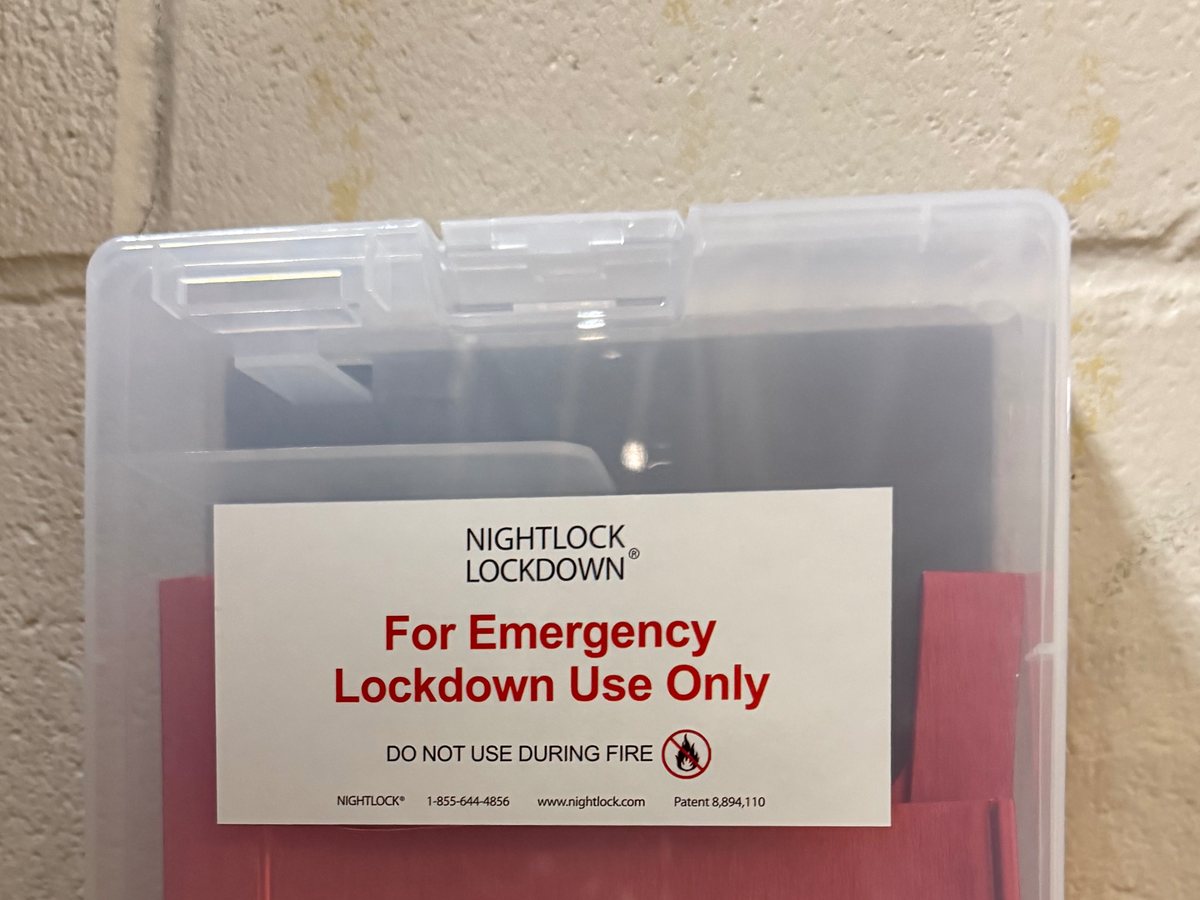 NIGHTLOCK
LOCKDOWN®
For Emergency
Lockdown Use Only
DO NOT USE DURING FIRE
NIGHTLOCK® 1-855-644-4856 www.nightlock.com Patent 8,894,110